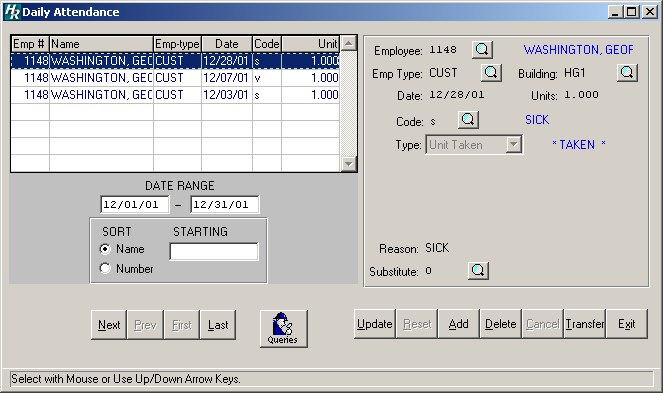 HR Daily Attendance
Emp # Name Emp-type Date Code Unit
1148 WASHINGTON, GEO CUST 12/28/01 s 1.000
1148 WASHINGTON, GEO CUST 12/07/01 v 1.000
1148 WASHINGTON, GEO CUST 12/03/01 s 1.000
DATE RANGE
12/01/01 – 12/31/01
SORT STARTING
Name
Number
Employee: 1148 WASHINGTON, GEOF
Emp Type: CUST Building: HG1
Date: 12/28/01 Units: 1.000
Code: s SICK
Type: Unit Taken * TAKEN *
Reason: SICK
Substitute: 0
Next Prev First Last Queries Update Reset Add Delete Cancel Transfer Exit
Select with Mouse or Use Up/Down Arrow Keys.